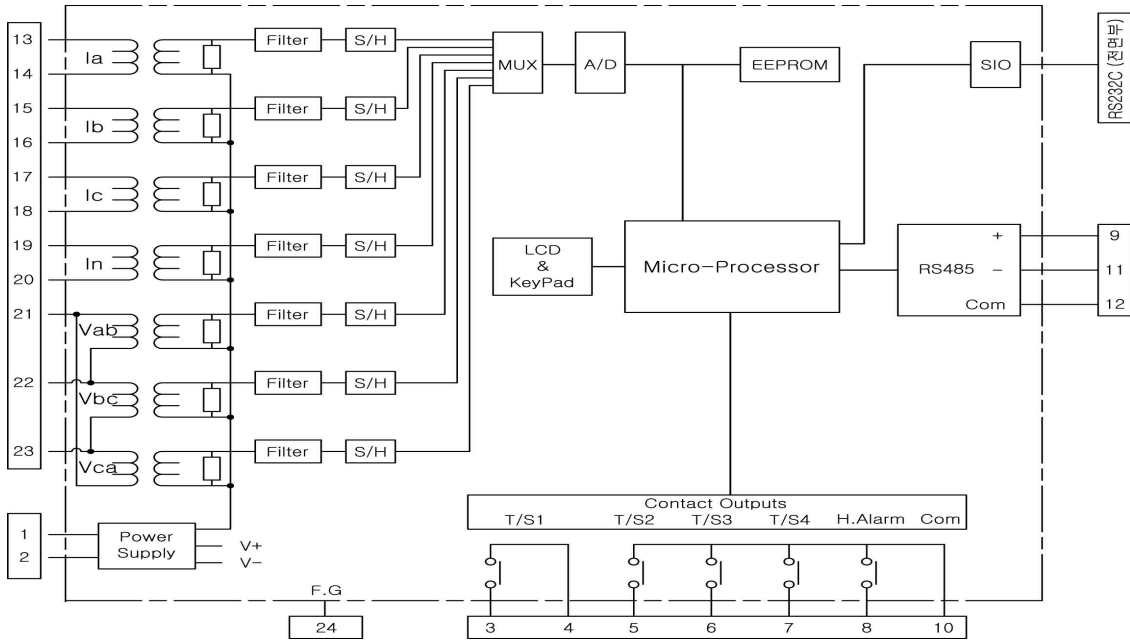 13
Ia
14
Filter
S/H
15
Ib
16
Filter
S/H
17
Ic
18
Filter
S/H
19
In
20
Filter
S/H
21
Vab
Filter
S/H
22
Vbc
Filter
S/H
23
Vca
Filter
S/H
MUX
A/D
EEPROM
SIO
RS232C (전면부)
LCD
&
KeyPad
Micro-Processor
RS485
+
-
Com
9
11
12
1
2
Power
Supply
V+
V-
Contact Outputs
T/S1 T/S2 T/S3 T/S4 H.Alarm Com
F.G
24
3 4 5 6 7 8 10